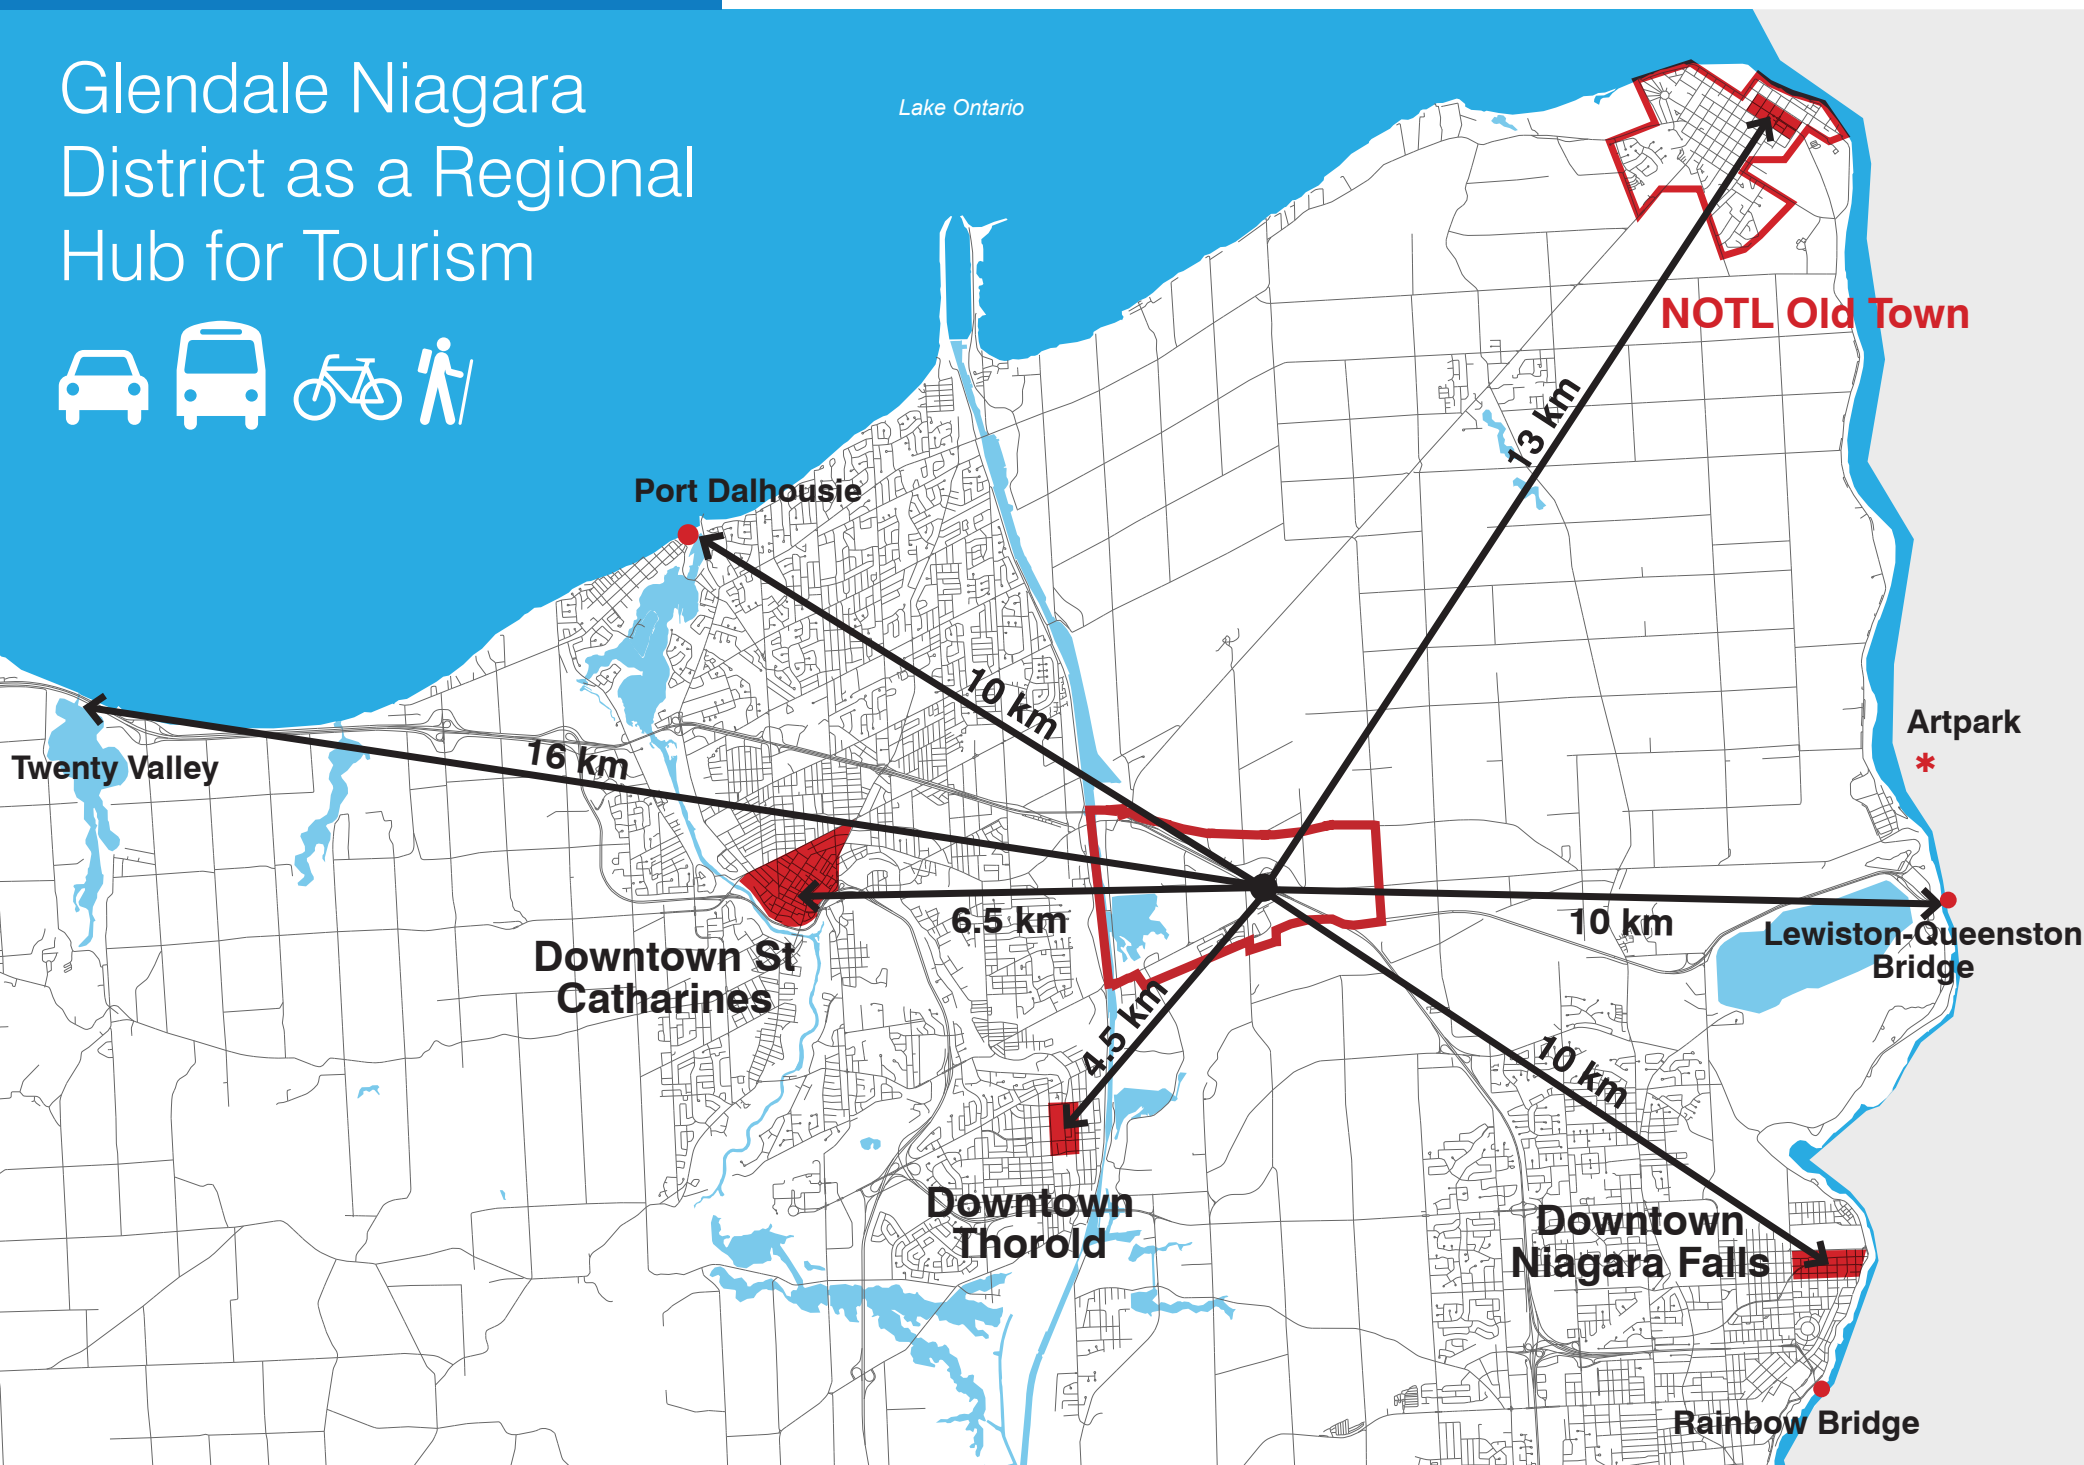 Glendale Niagara
District as a Regional
Hub for Tourism
Lake Ontario
NOTL Old Town
13 km
Port Dalhousie
10 km
Artpark
*
16 km
Twenty Valley
6.5 km
10 km
Lewiston-Queenston
Bridge
Downtown St
Catharines
4.5 km
10 km
Downtown
Thorold
Downtown
Niagara Falls
Rainbow Bridge